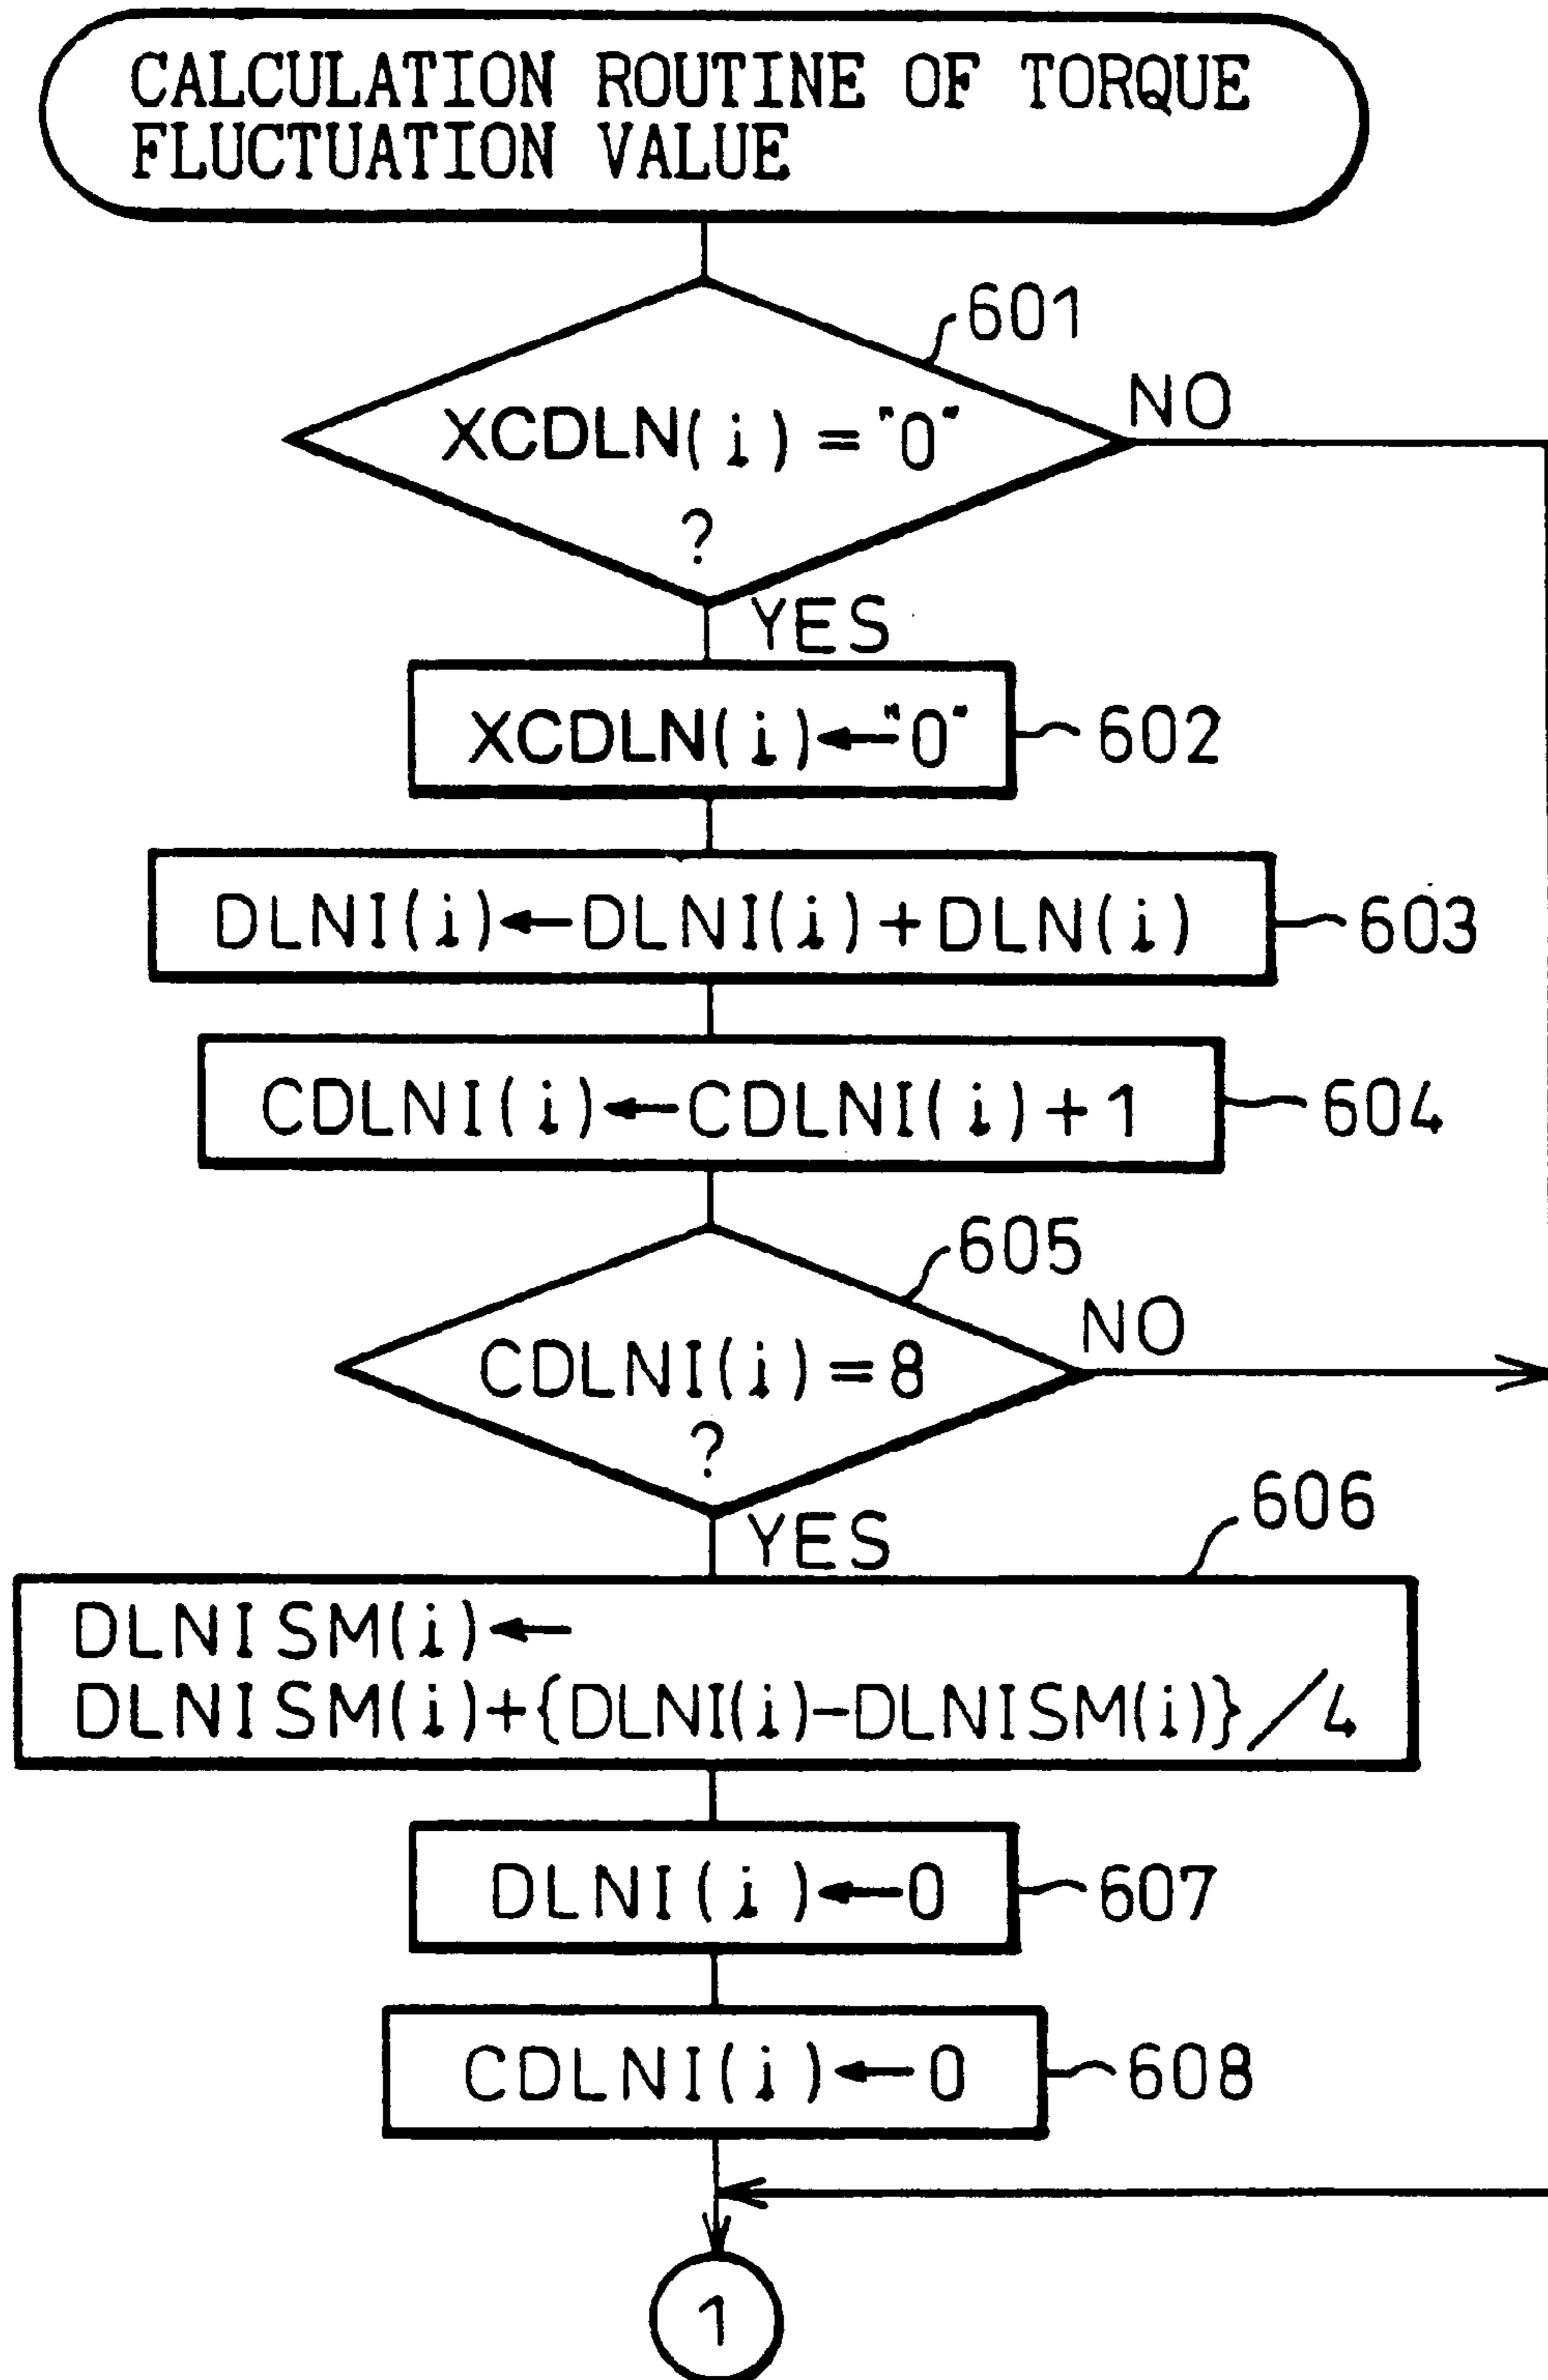 CALCULATION ROUTINE OF TORQUE
FLUCTUATION VALUE
601
XCDLN(i)="0"
?
NO
YES
XCDLN(i)←"0"
602
DLNI(i)←DLNI(i)+DLN(i)
603
CDLNI(i)←CDLNI(i)+1
604
605
CDLNI(i)=8
?
NO
YES
606
DLNISM(i)←
DLNISM(i)+{DLNI(i)-DLNISM(i)}/4
DLNI(i)←0
607
CDLNI(i)←0
608
1